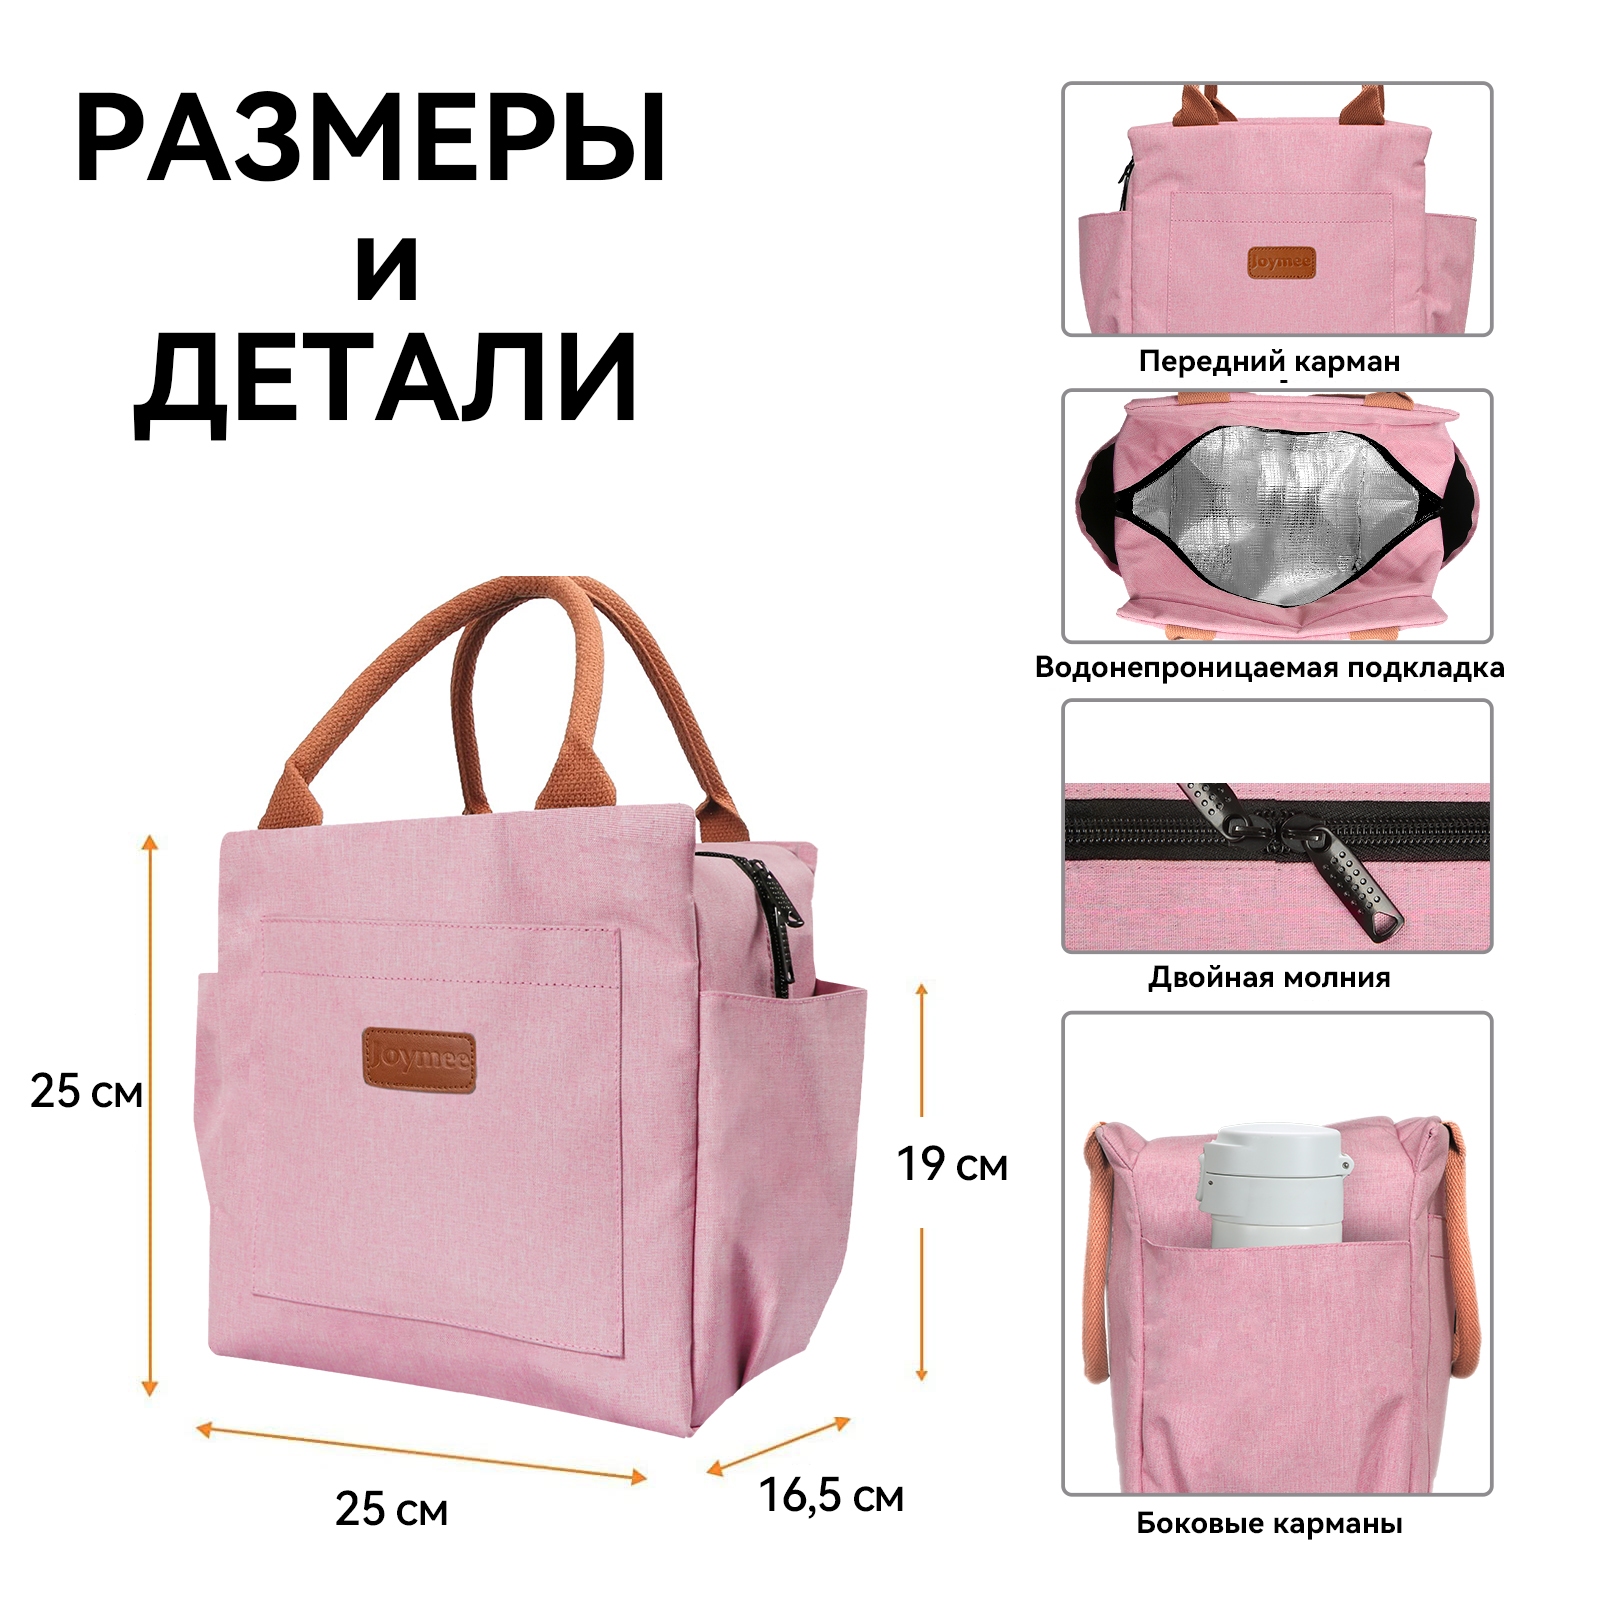 РАЗМЕРЫ
и
ДЕТАЛИ
Joymee
Передний карман
Водонепроницаемая подкладка
Двойная молния
Joymee
25 см
19 см
25 см
16,5 см
Боковые карманы